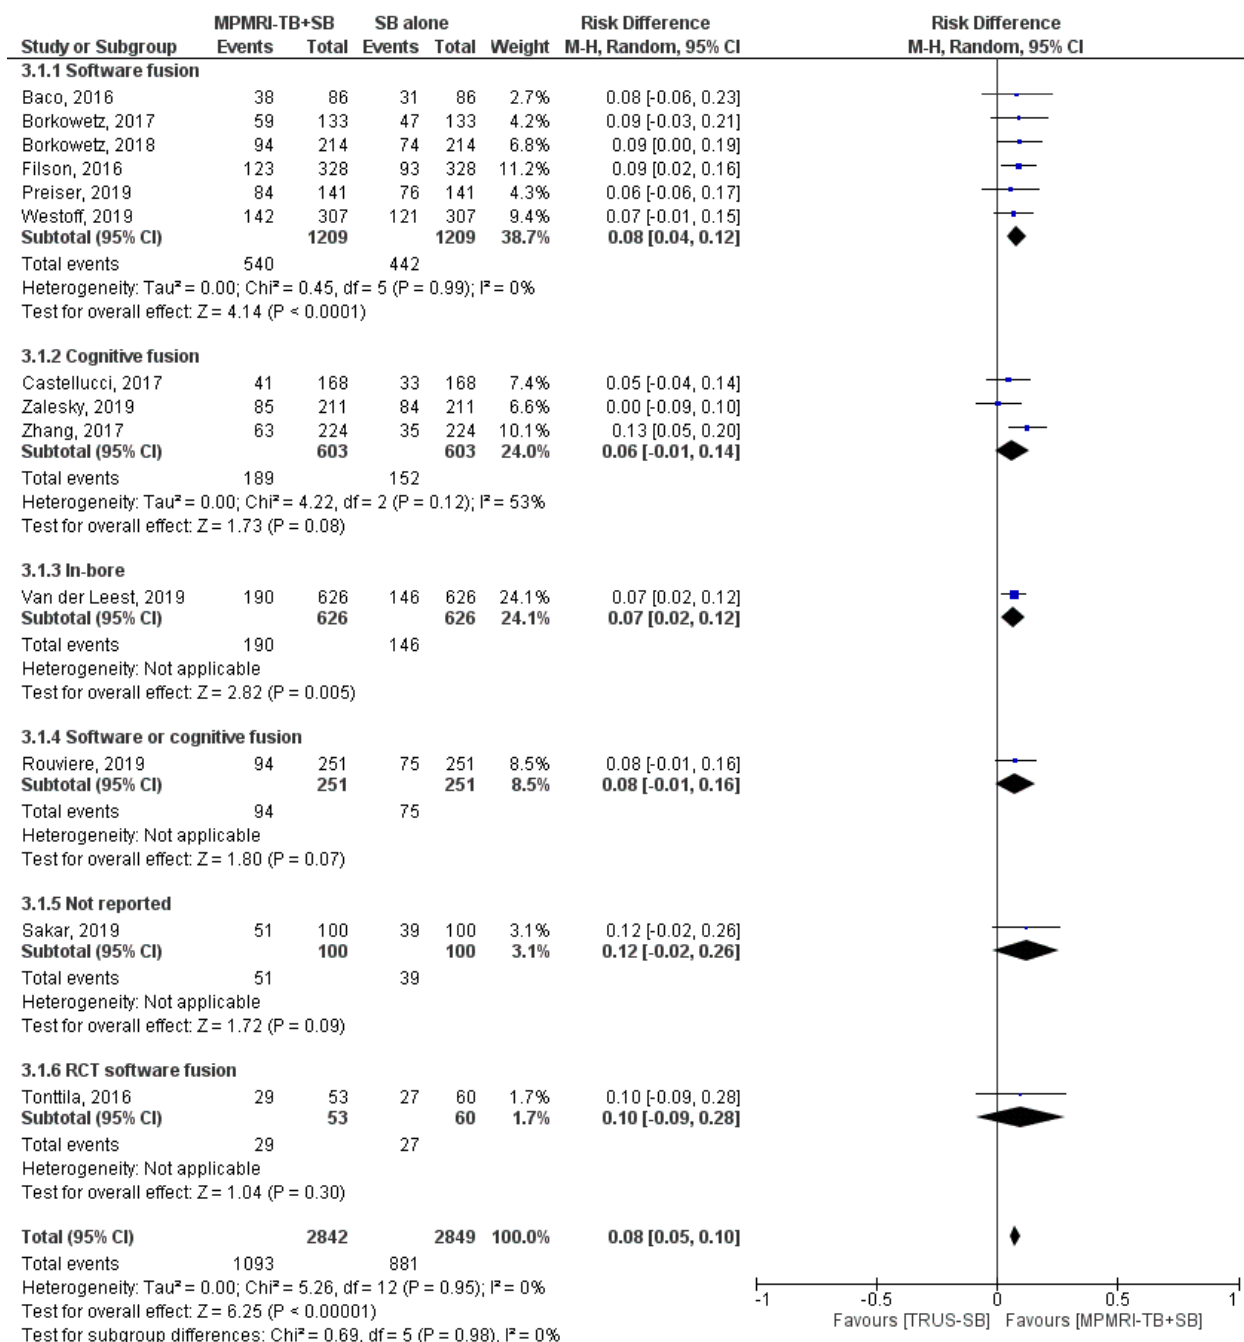 MPMRI-TB+SB SB alone Risk Difference Risk Difference
Study or Subgroup Events Total Events Total Weight M-H, Random, 95% CI M-H, Random, 95% CI
3.1.1 Software fusion
Baco, 2016 38 86 31 86 2.7% 0.08 [-0.06, 0.23]
Borkowetz, 2017 59 133 47 133 4.2% 0.09 [-0.03, 0.21]
Borkowetz, 2018 94 214 74 214 6.8% 0.09 [0.00, 0.19]
Filson, 2016 123 328 93 328 11.2% 0.09 [0.02, 0.16]
Preiser, 2019 84 141 76 141 4.3% 0.06 [-0.06, 0.17]
Westoff, 2019 142 307 121 307 9.4% 0.07 [-0.01, 0.15]
Subtotal (95% CI) 1209 1209 38.7% 0.08 [0.04, 0.12]
Total events 540 442
Heterogeneity: Tau² = 0.00; Chi² = 0.45, df = 5 (P = 0.99); I² = 0%
Test for overall effect: Z = 4.14 (P < 0.0001)
3.1.2 Cognitive fusion
Castellucci, 2017 41 168 33 168 7.4% 0.05 [-0.04, 0.14]
Zalesky, 2019 85 211 84 211 6.6% 0.00 [-0.09, 0.10]
Zhang, 2017 63 224 35 224 10.1% 0.13 [0.05, 0.20]
Subtotal (95% CI) 603 603 24.0% 0.06 [-0.01, 0.14]
Total events 189 152
Heterogeneity: Tau² = 0.00; Chi² = 4.22, df = 2 (P = 0.12); I² = 53%
Test for overall effect: Z = 1.73 (P = 0.08)
3.1.3 In-bore
Van der Leest, 2019 190 626 146 626 24.1% 0.07 [0.02, 0.12]
Subtotal (95% CI) 626 626 24.1% 0.07 [0.02, 0.12]
Total events 190 146
Heterogeneity: Not applicable
Test for overall effect: Z = 2.82 (P = 0.005)
3.1.4 Software or cognitive fusion
Rouviere, 2019 94 251 75 251 8.5% 0.08 [-0.01, 0.16]
Subtotal (95% CI) 251 251 8.5% 0.08 [-0.01, 0.16]
Total events 94 75
Heterogeneity: Not applicable
Test for overall effect: Z = 1.80 (P = 0.07)
3.1.5 Not reported
Sakar, 2019 51 100 39 100 3.1% 0.12 [-0.02, 0.26]
Subtotal (95% CI) 100 100 3.1% 0.12 [-0.02, 0.26]
Total events 51 39
Heterogeneity: Not applicable
Test for overall effect: Z = 1.72 (P = 0.09)
3.1.6 RCT software fusion
Tonttila, 2016 29 53 27 60 1.7% 0.10 [-0.09, 0.28]
Subtotal (95% CI) 53 60 1.7% 0.10 [-0.09, 0.28]
Total events 29 27
Heterogeneity: Not applicable
Test for overall effect: Z = 1.04 (P = 0.30)
Total (95% CI) 2842 2849 100.0% 0.08 [0.05, 0.10]
Total events 1093 881
Heterogeneity: Tau² = 0.00; Chi² = 5.26, df = 12 (P = 0.95); I² = 0%
Test for overall effect: Z = 6.25 (P < 0.00001)
Test for subgroup differences: Chi² = 0.69, df = 5 (P = 0.98), I² = 0%
-1 -0.5 0 0.5 1
Favours [TRUS-SB] Favours [MPMRI-TB+SB]